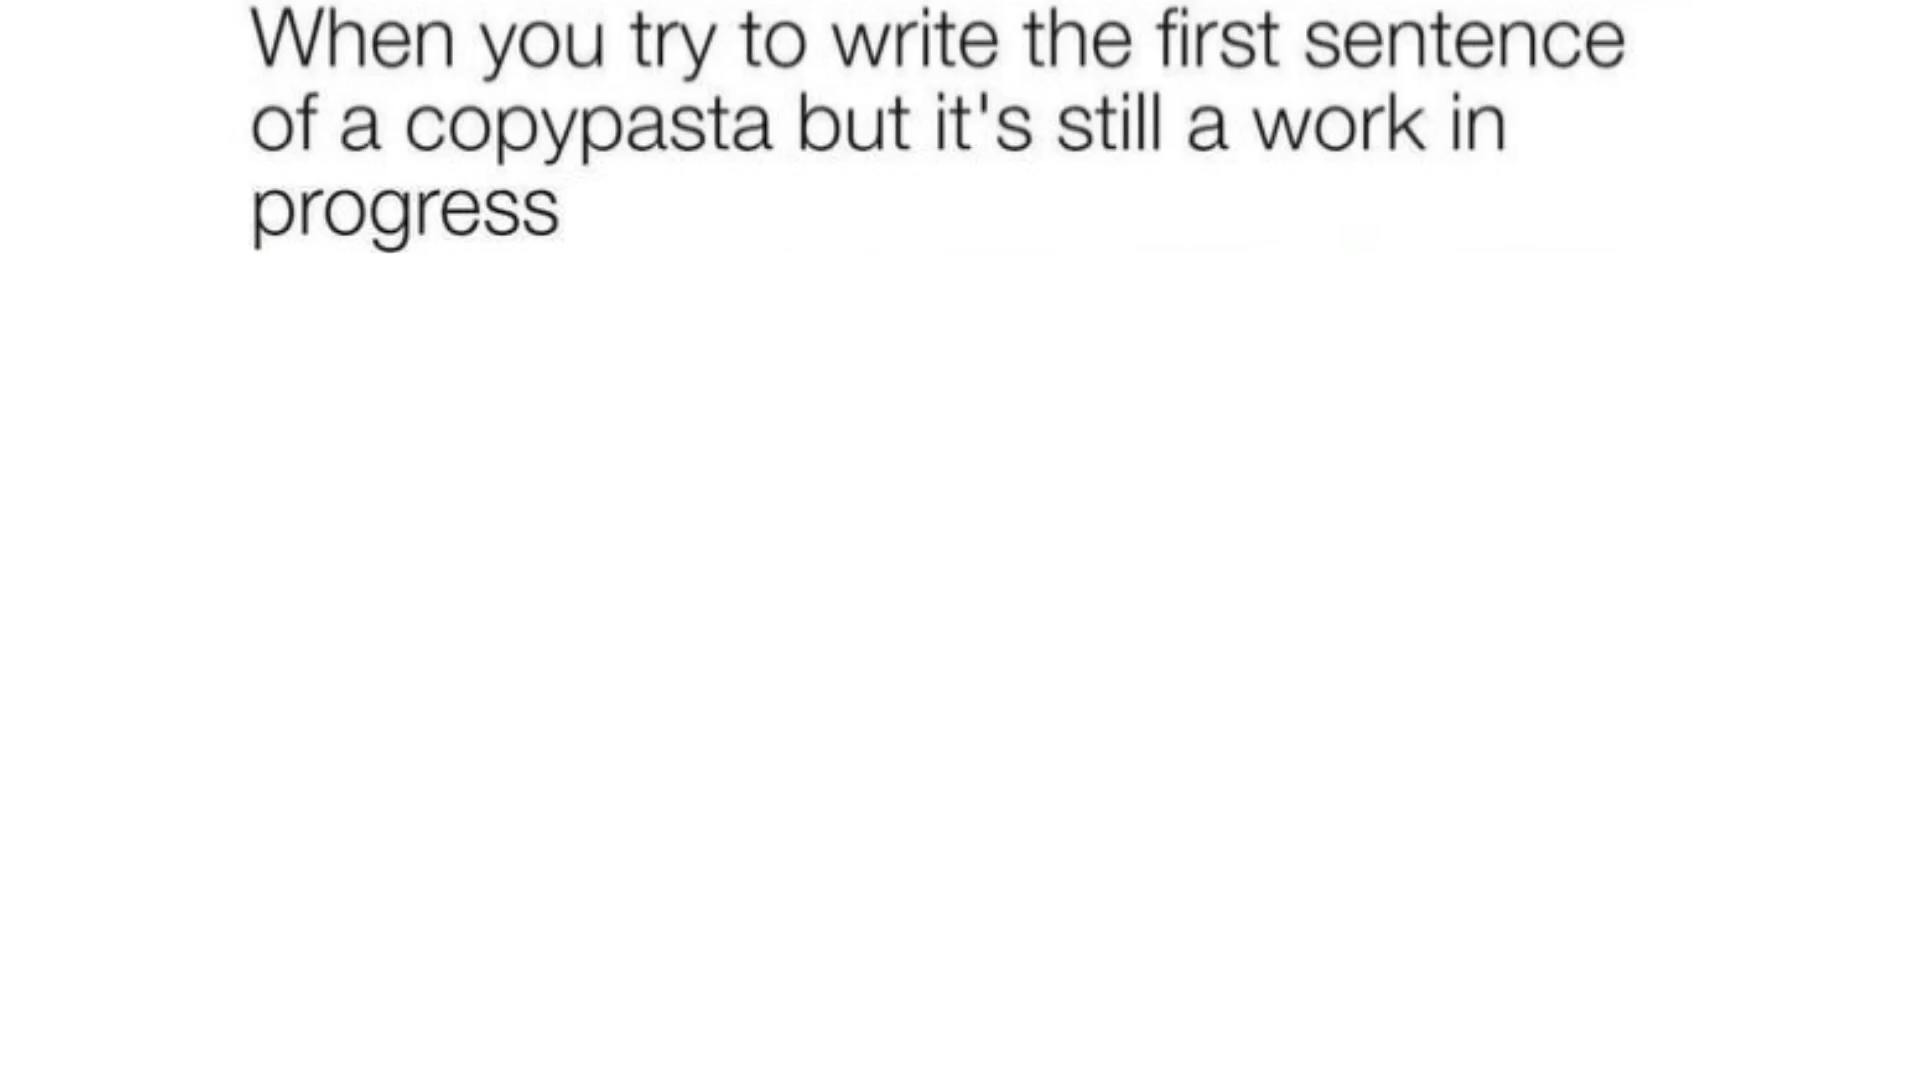 When you try to write the first sentence
of a copypasta but it's still a work in
progress